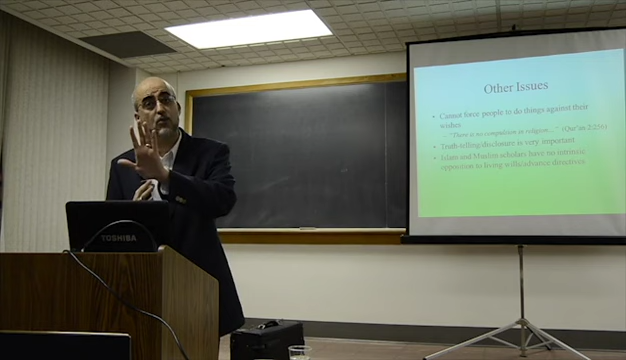 Other Issues
• Cannot force people to do things against their
wishes
– "There is no compulsion in religion..." (Qur'an 2:256)
• Truth-telling/disclosure is very important
• Islam and Muslim scholars have no intrinsic
opposition to living wills/advance directives
TOSHIBA